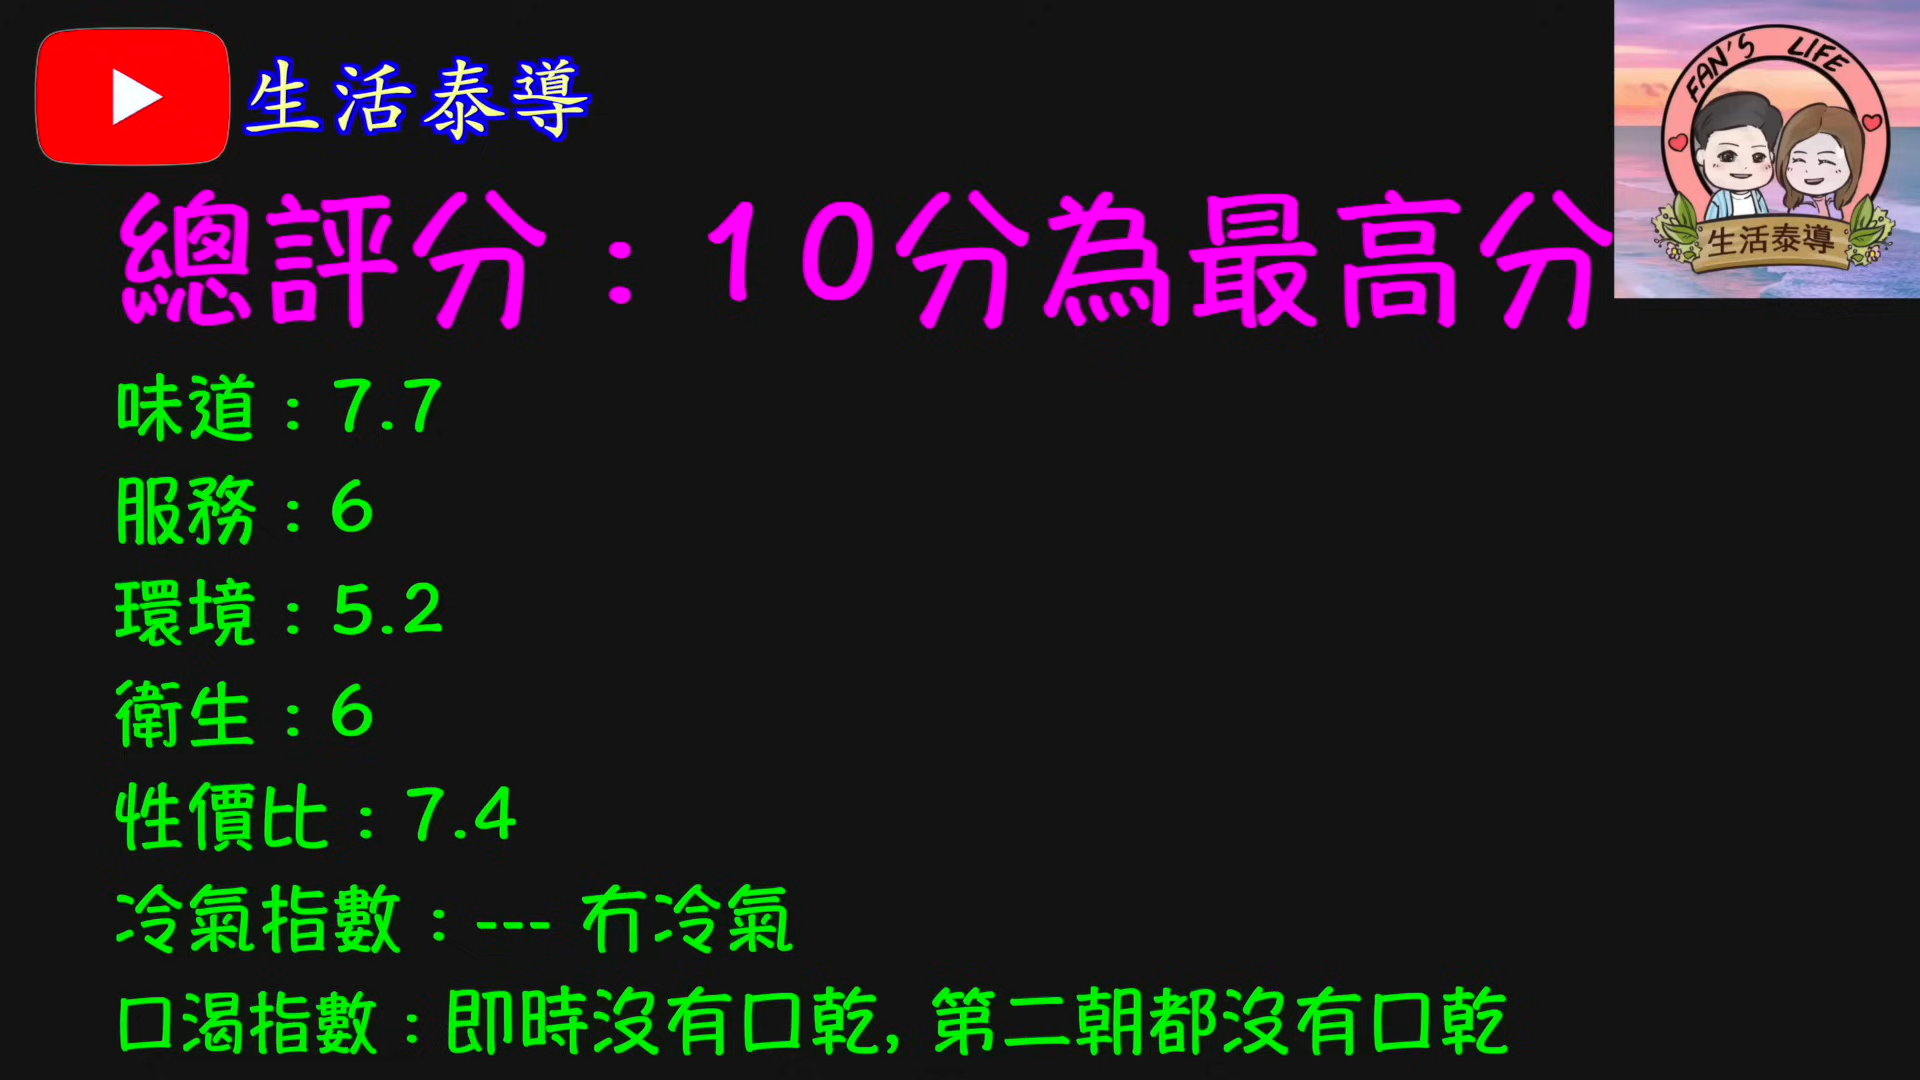 生活泰導
FAN'S LIFE
生活泰導
總評分：10分為最高分
味道：7.7
服務：6
環境：5.2
衛生：6
性價比：7.4
冷氣指數：--- 冇冷氣
口渴指數：即時沒有口乾, 第二朝都沒有口乾